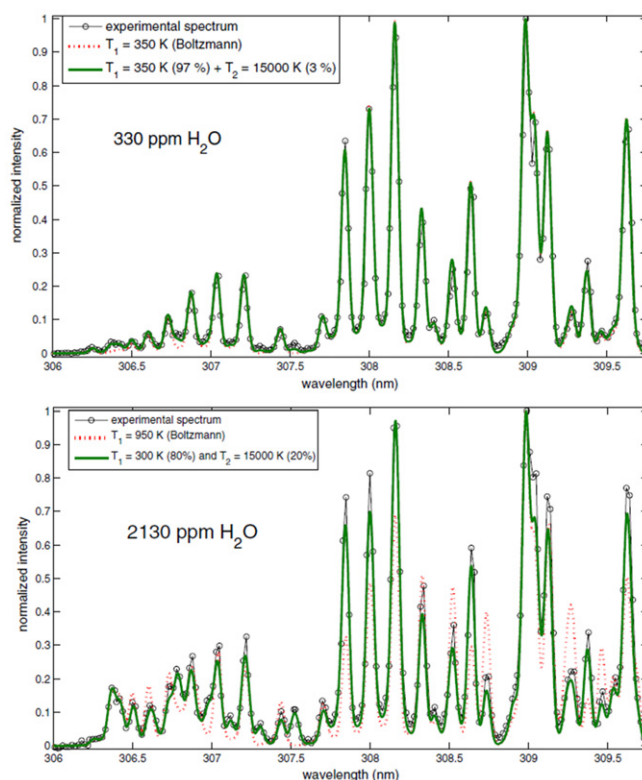 1
0.9
0.8
0.7
0.6
0.5
0.4
0.3
0.2
0.1
0
normalized intensity
experimental spectrum
T₁ = 350 K (Boltzmann)
T₁ = 350 K (97 %) + T₂ = 15000 K (3 %)
330 ppm H₂O
306 306.5 307 307.5 308 308.5 309 309.5
wavelength (nm)
1
0.9
0.8
0.7
0.6
0.5
0.4
0.3
0.2
0.1
0
normalized intensity
experimental spectrum
T₁ = 950 K (Boltzmann)
T₁ = 300 K (80%) and T₂ = 15000 K (20%)
2130 ppm H₂O
306 306.5 307 307.5 308 308.5 309 309.5
wavelength (nm)